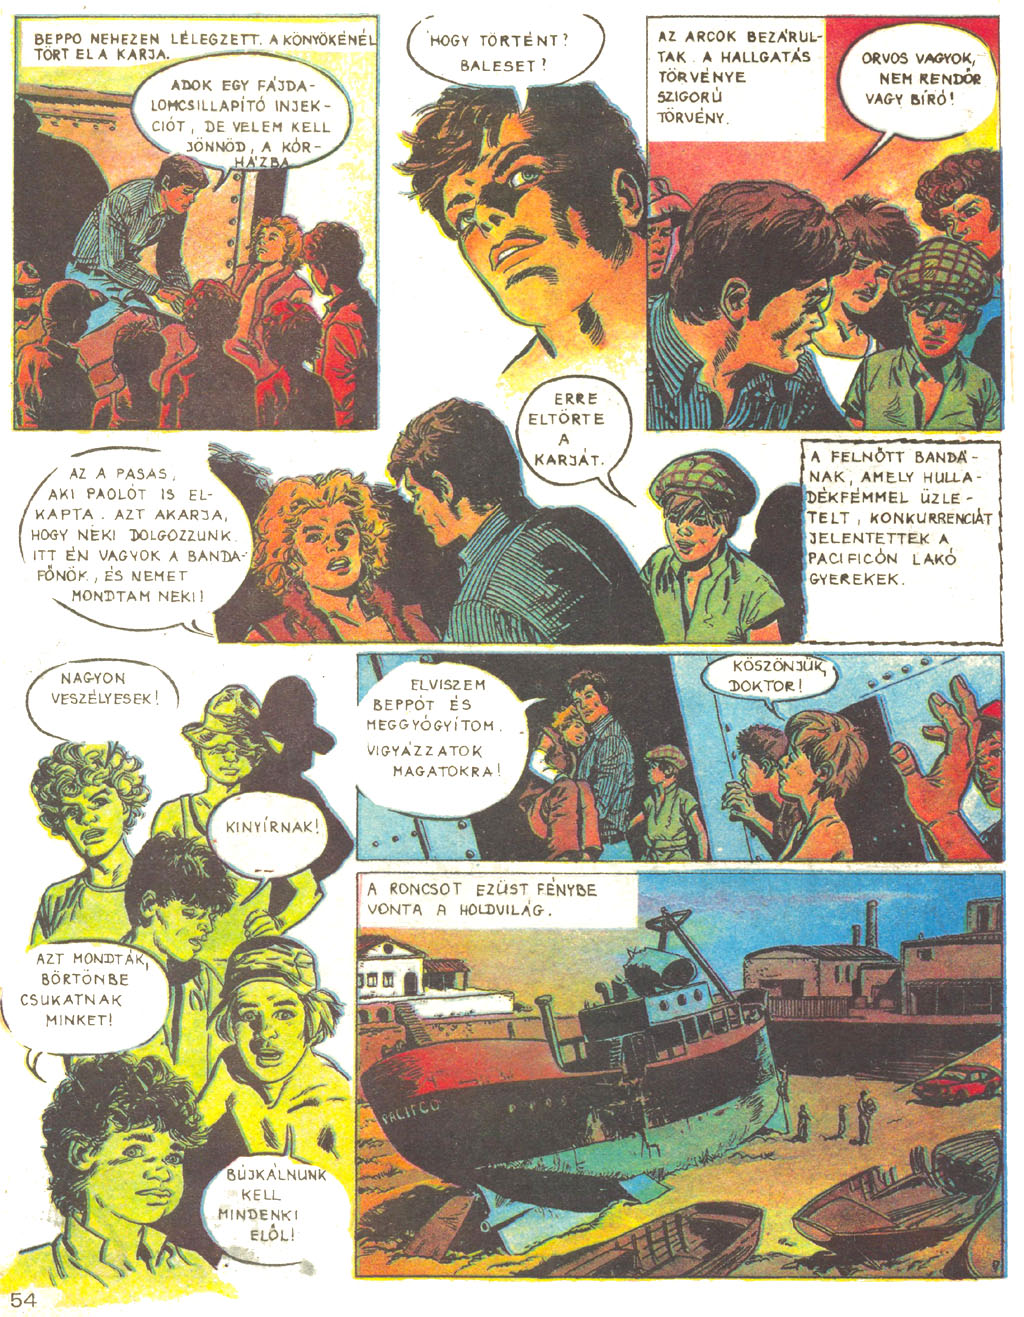 BEPPO NEHEZEN LÉLEGZETT. A KÖNYÖKÉNÉL
TÖRT EL A KARJA.
ADOK EGY FÁJDA-
LOMCSILLAPÍTÓ INJEK-
CIÓT, DE VELEM KELL
JÖNNÖD, A KÓR-
HÁZBA
HOGY TÖRTÉNT?
BALESET?
AZ ARCOK BEZÁRUL-
TAK. A HALLGATÁS
TÖRVÉNYE
SZIGORÚ
TÖRVÉNY.
ORVOS VAGYOK,
NEM RENDŐR
VAGY BÍRÓ!
AZ A PASAS,
AKI PAOLÓT IS EL-
KAPTA. AZT AKARJA,
HOGY NEKI DOLGOZZUNK.
ITT ÉN VAGYOK A BANDA-
FŐNÖK, ÉS NEMET
MONDTAM NEKI!
ERRE
ELTÖRTE
A
KARJÁT.
A FELNŐTT BANDÁ-
NAK, AMELY HULLA-
DÉKFÉMMEL ÜZLE-
TELT, KONKURRENCIÁT
JELENTETTEK A
PACIFICÓN LAKÓ
GYEREKEK.
NAGYON
VESZÉLYESEK!
KINYÍRNAK!
AZT MONDTÁK,
BÖRTÖNBE
CSUKATNAK
MINKET!
BÚJKÁLNUNK
KELL
MINDENKI
ELŐL!
ELVISZEM
BEPPÓT ÉS
MEGGYÓGYÍTOM.
VIGYÁZZATOK
MAGATOKRA!
KÖSZÖNJÜK,
DOKTOR!
A RONCSOT EZÜST FÉNYBE
VONTA A HOLDVILÁG.
PACIFCO
54